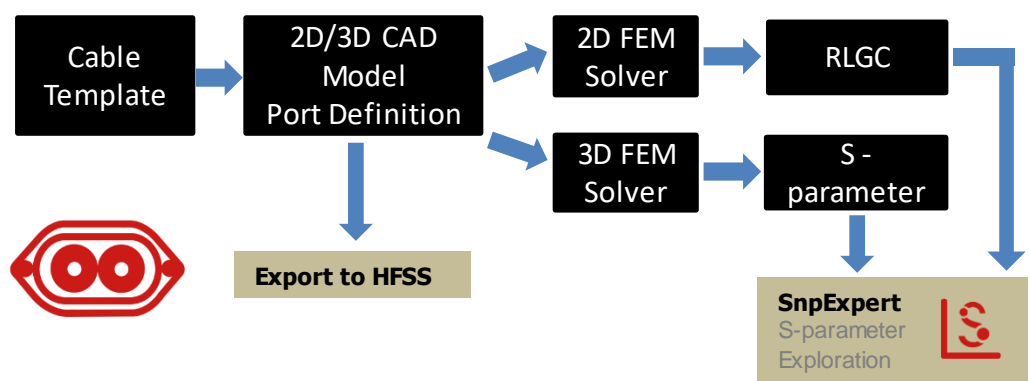 Cable
Template
2D/3D CAD
Model
Port Definition
2D FEM
Solver
RLGC
3D FEM
Solver
S -
parameter
Export to HFSS
SnpExpert
S-parameter
Exploration
S